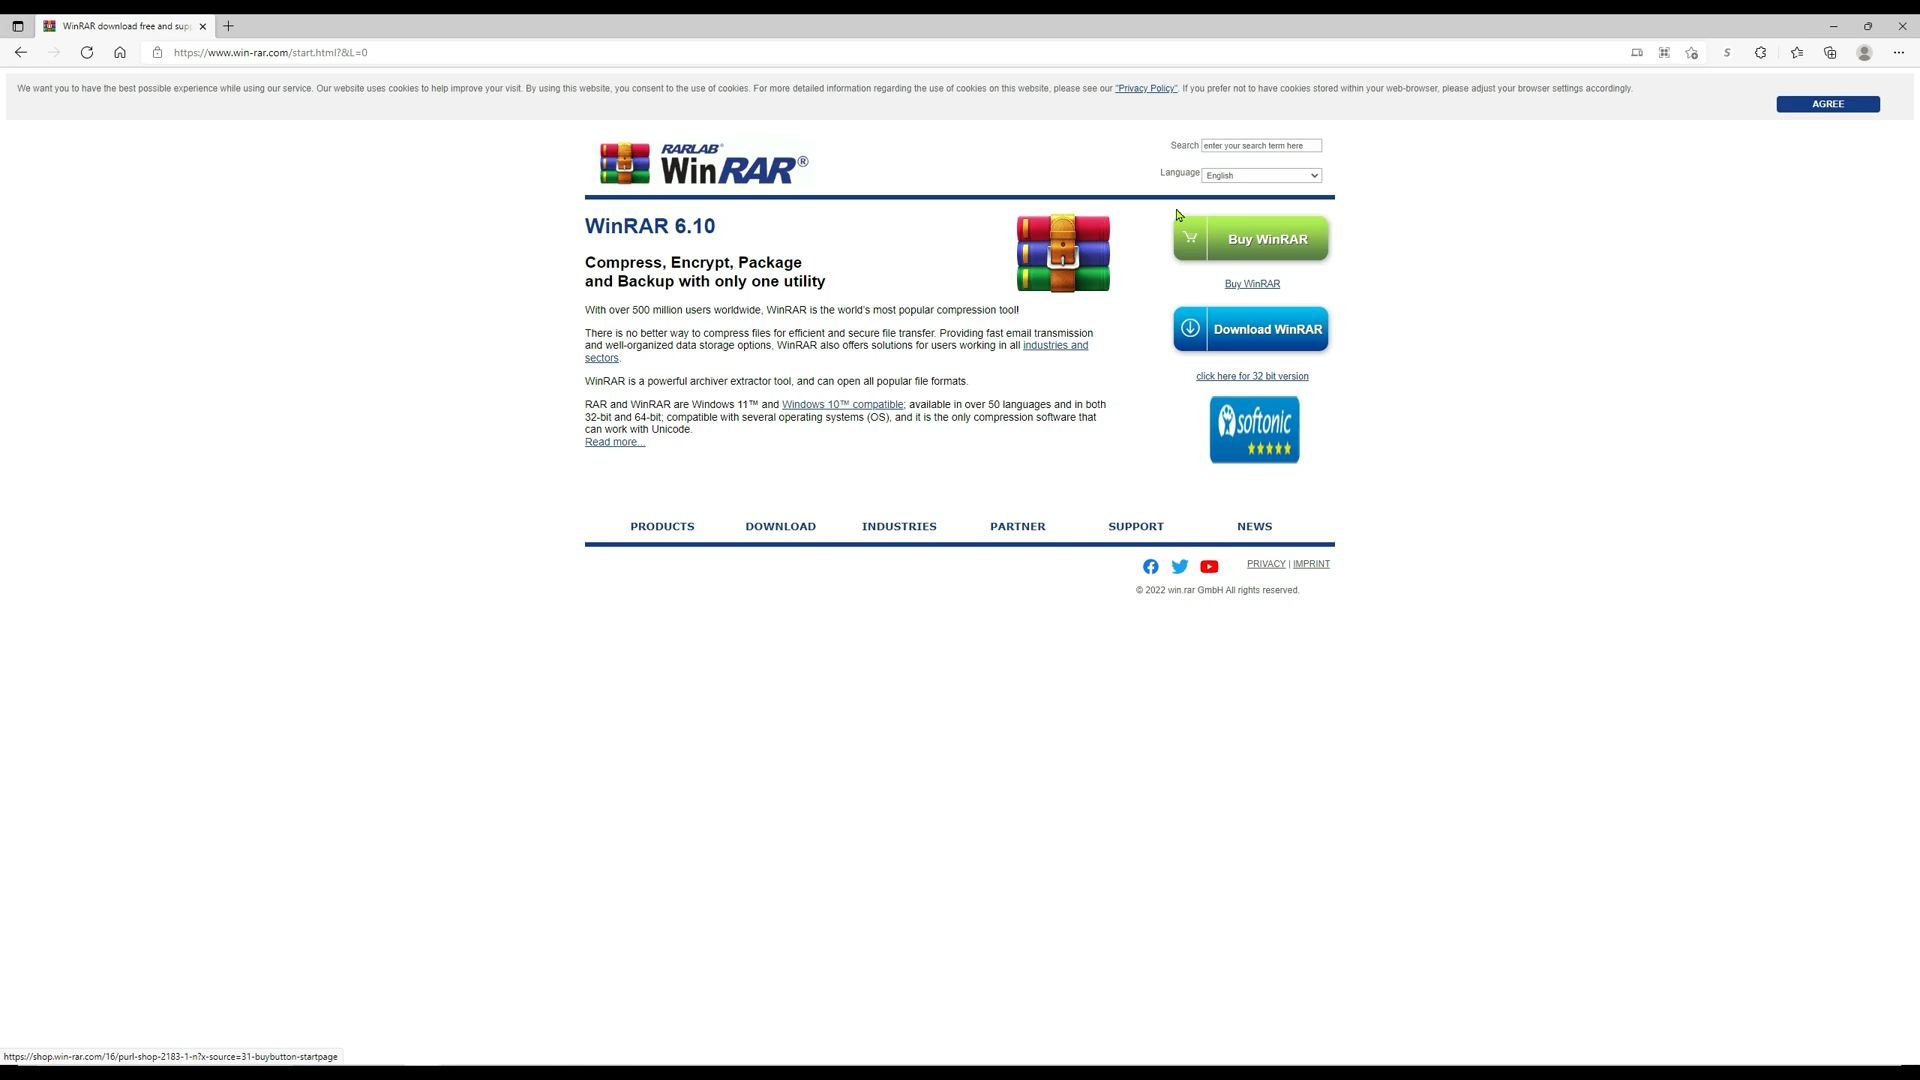 WinRAR download free and sup
https://www.win-rar.com/start.html?&L=0
We want you to have the best possible experience while using our service. Our website uses cookies to help improve your visit. By using this website, you consent to the use of cookies. For more detailed information regarding the use of cookies on this website, please see our "Privacy Policy". If you prefer not to have cookies stored within your web-browser, please adjust your browser settings accordingly.
AGREE
RARLAB®
WinRAR®
Search enter your search term here
Language English
WinRAR 6.10
Compress, Encrypt, Package
and Backup with only one utility
With over 500 million users worldwide, WinRAR is the world's most popular compression tool!
There is no better way to compress files for efficient and secure file transfer. Providing fast email transmission
and well-organized data storage options, WinRAR also offers solutions for users working in all industries and
sectors.
WinRAR is a powerful archiver extractor tool, and can open all popular file formats.
RAR and WinRAR are Windows 11™ and Windows 10™ compatible; available in over 50 languages and in both
32-bit and 64-bit; compatible with several operating systems (OS), and it is the only compression software that
can work with Unicode.
Read more...
Buy WinRAR
Buy WinRAR
Download WinRAR
click here for 32 bit version
softonic
PRODUCTS DOWNLOAD INDUSTRIES PARTNER SUPPORT NEWS
PRIVACY | IMPRINT
© 2022 win.rar GmbH All rights reserved.
https://shop.win-rar.com/16/purl-shop-2183-1-n?x-source=31-buybutton-startpage